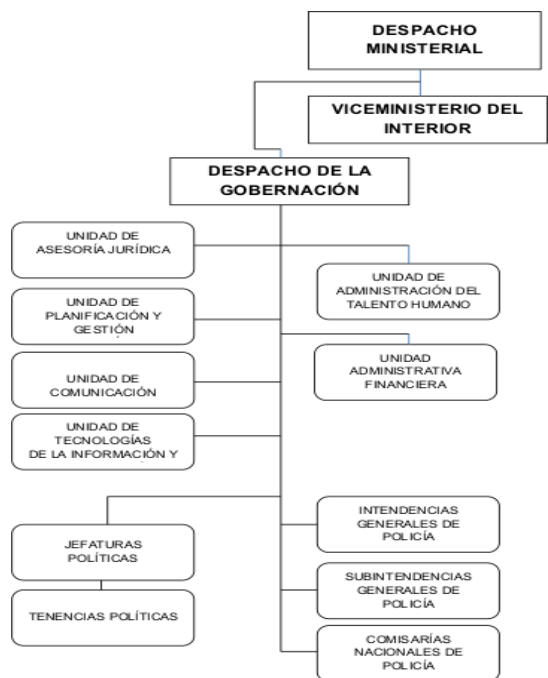 DESPACHO
MINISTERIAL
VICEMINISTERIO DEL
INTERIOR
DESPACHO DE LA
GOBERNACIÓN
UNIDAD DE
ASESORÍA JURÍDICA
UNIDAD DE
ADMINISTRACIÓN DEL
TALENTO HUMANO
UNIDAD DE
PLANIFICACIÓN Y
GESTIÓN
UNIDAD
ADMINISTRATIVA
FINANCIERA
UNIDAD DE
COMUNICACIÓN
UNIDAD DE
TECNOLOGÍAS
DE LA INFORMACIÓN Y
JEFATURAS
POLÍTICAS
TENENCIAS POLÍTICAS
INTENDENCIAS
GENERALES DE
POLICÍA
SUBINTENDENCIAS
GENERALES DE
POLICÍA
COMISARÍAS
NACIONALES DE
POLICÍA